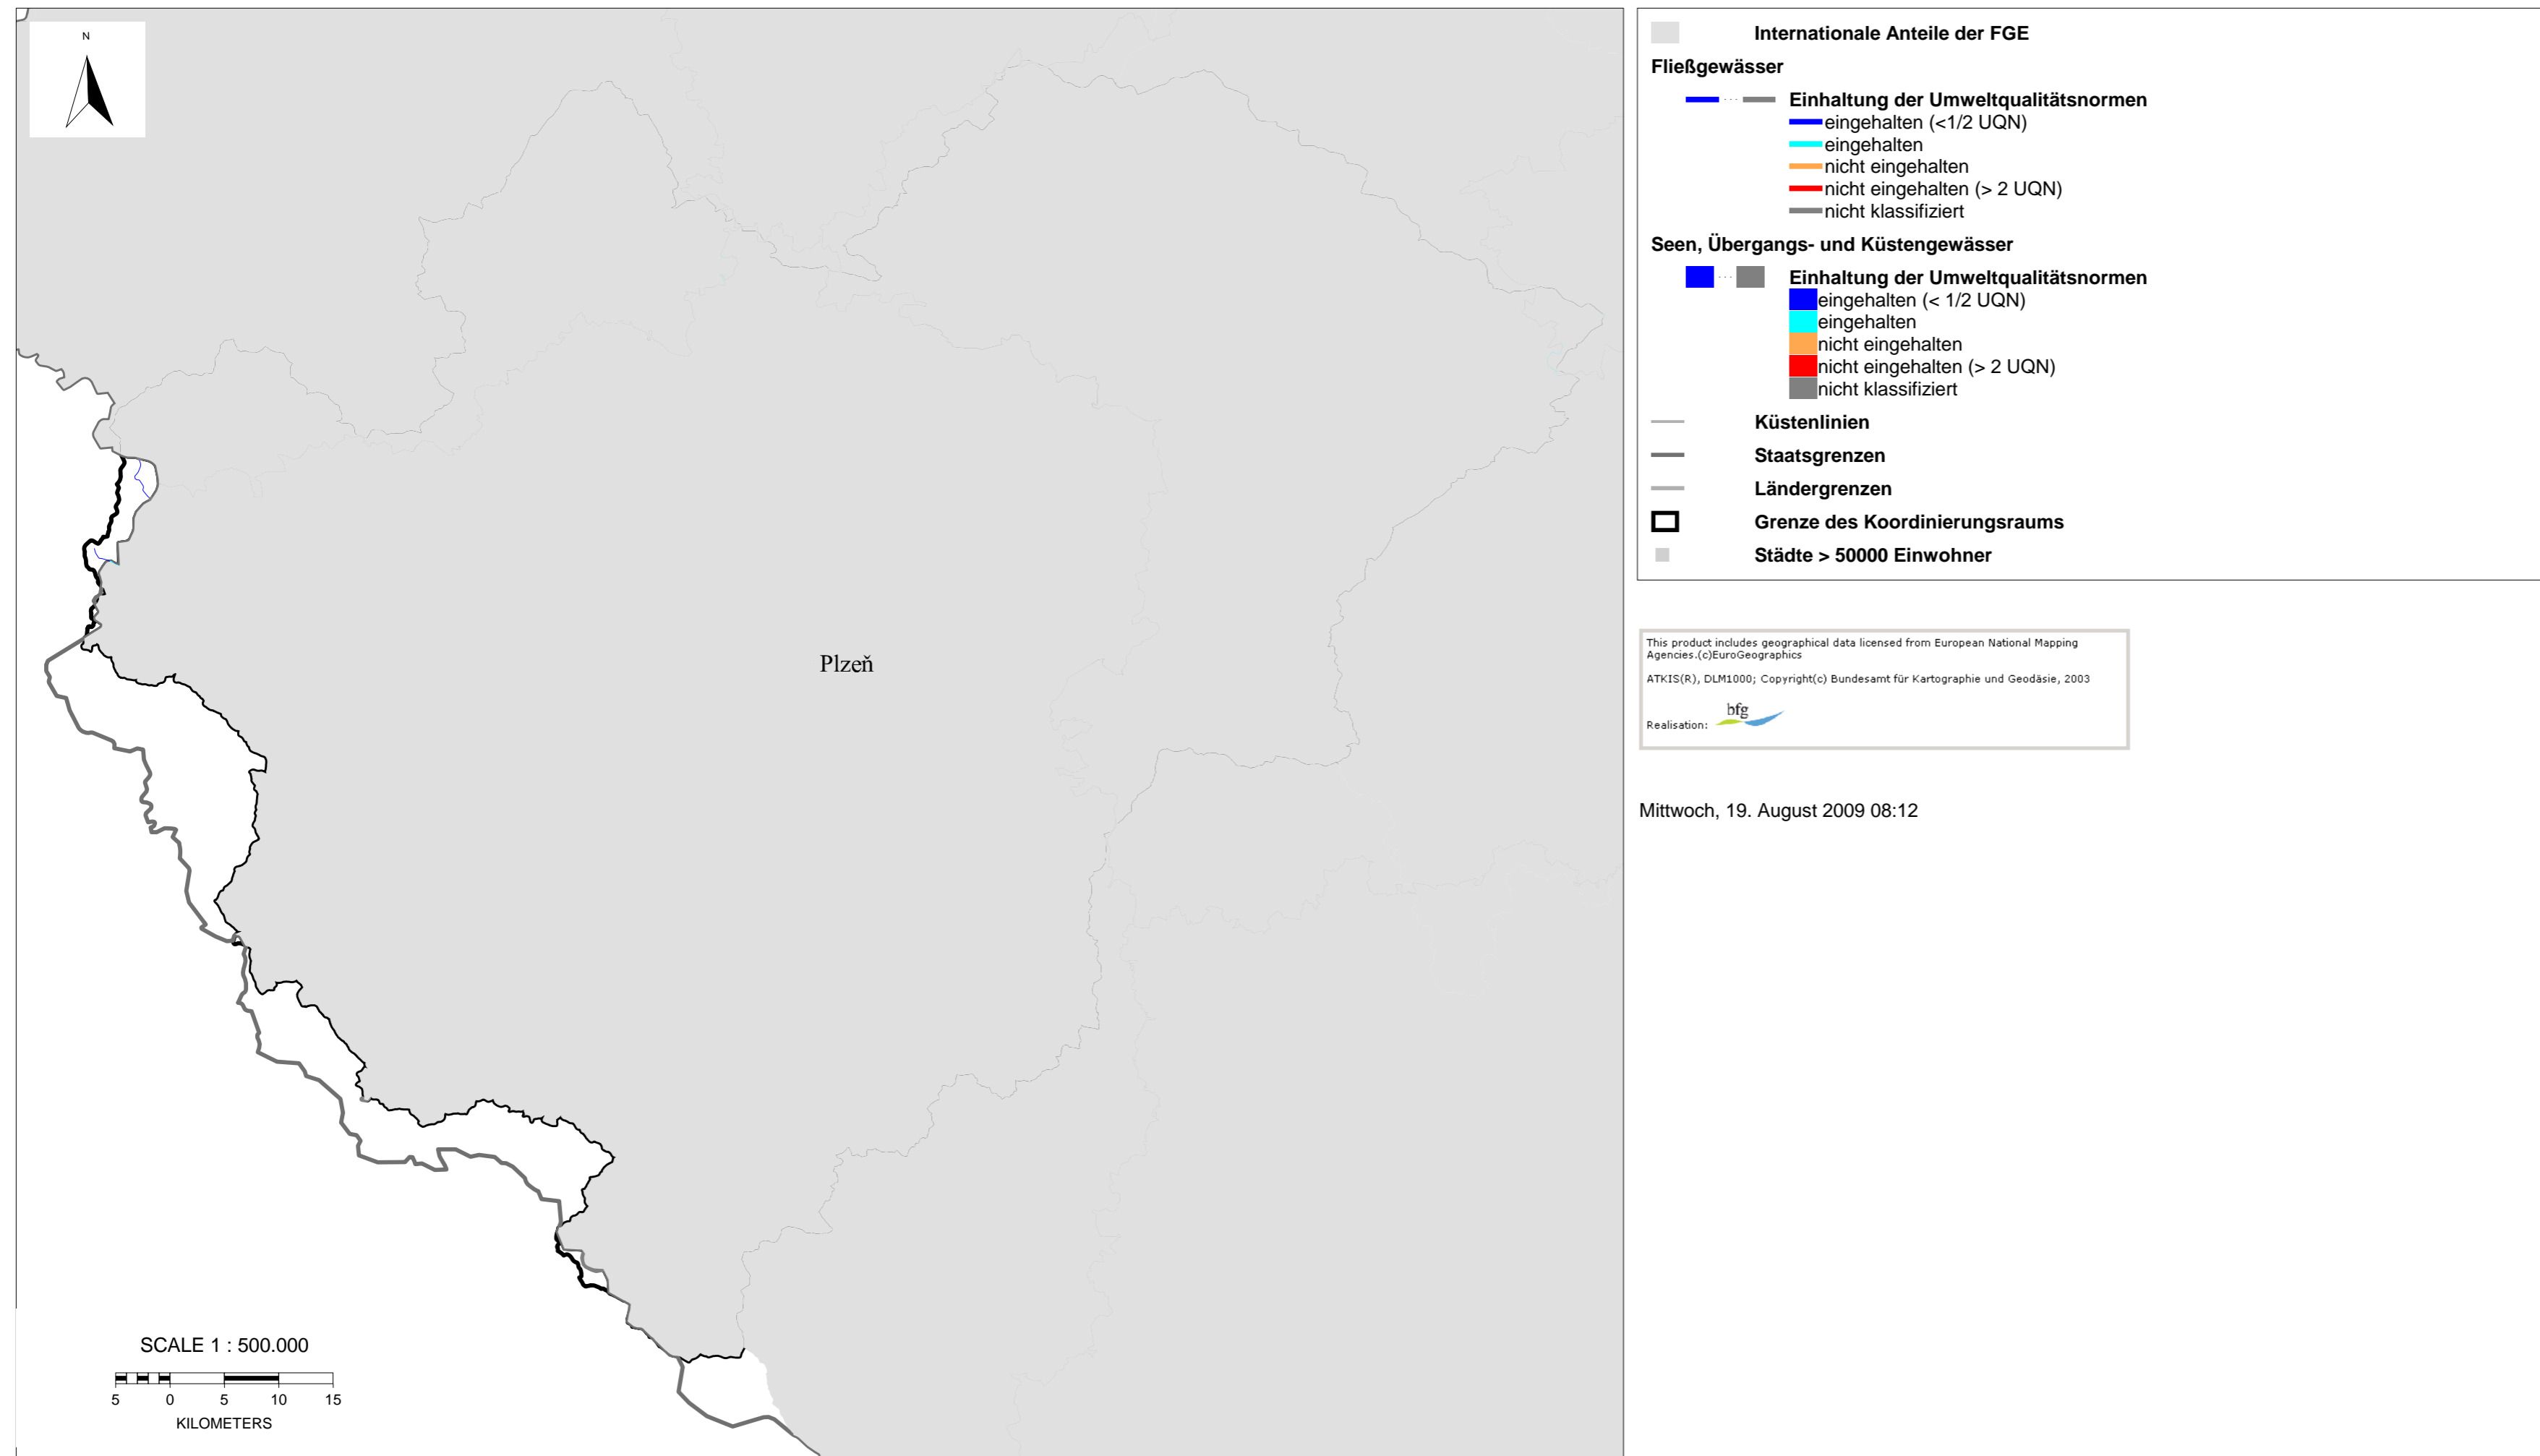 N
Plzeň
SCALE 1 : 500.000
5 0 5 10 15
KILOMETERS
Internationale Anteile der FGE
Fließgewässer
Einhaltung der Umweltqualitätsnormen
eingehalten (<1/2 UQN)
eingehalten
nicht eingehalten
nicht eingehalten (> 2 UQN)
nicht klassifiziert
Seen, Übergangs- und Küstengewässer
Einhaltung der Umweltqualitätsnormen
eingehalten (< 1/2 UQN)
eingehalten
nicht eingehalten
nicht eingehalten (> 2 UQN)
nicht klassifiziert
Küstenlinien
Staatsgrenzen
Ländergrenzen
Grenze des Koordinierungsraums
Städte > 50000 Einwohner
This product includes geographical data licensed from European National Mapping
Agencies.(c)EuroGeographics
ATKIS(R), DLM1000; Copyright(c) Bundesamt für Kartographie und Geodäsie, 2003
bfg
Realisation:
Mittwoch, 19. August 2009 08:12